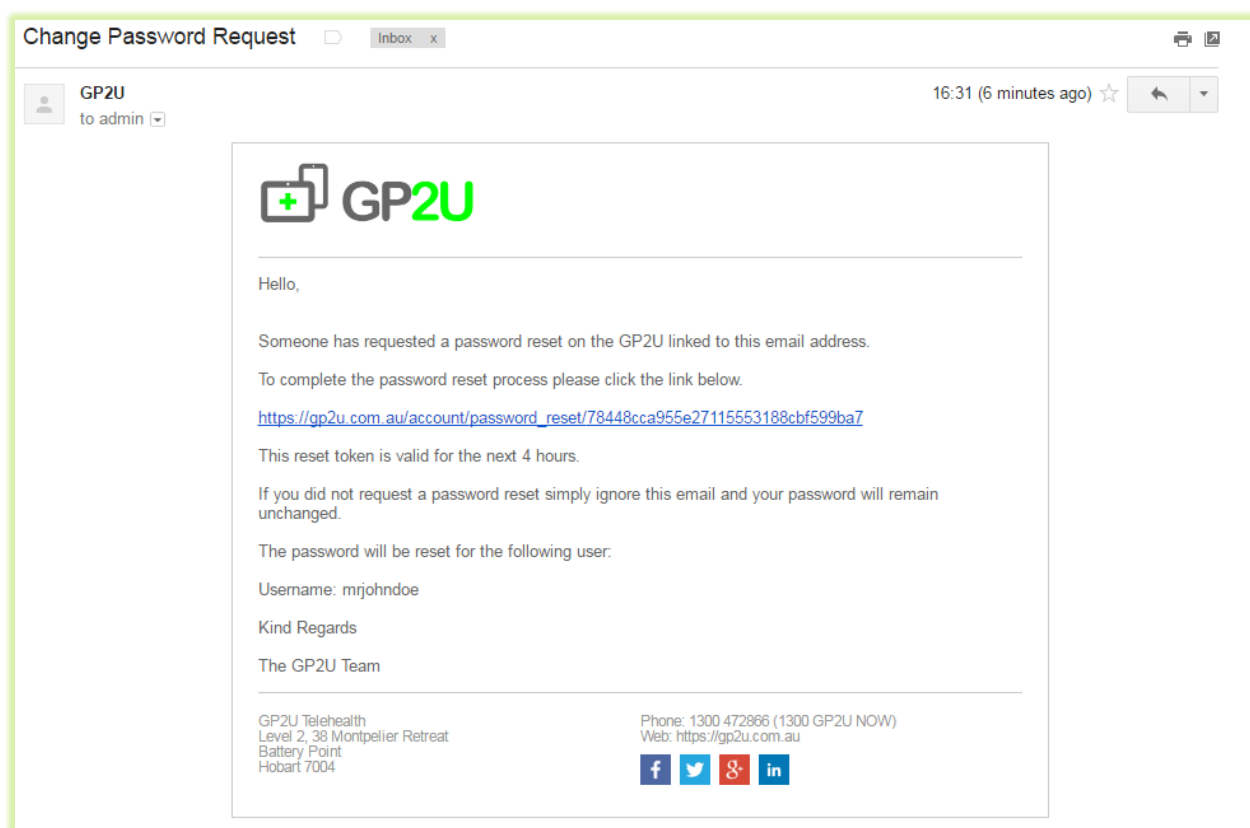 Change Password Request Inbox x
GP2U 16:31 (6 minutes ago)
to admin
GP2U
Hello,
Someone has requested a password reset on the GP2U linked to this email address.
To complete the password reset process please click the link below.
https://gp2u.com.au/account/password_reset/78448cca955e27115553188cbf599ba7
This reset token is valid for the next 4 hours.
If you did not request a password reset simply ignore this email and your password will remain
unchanged.
The password will be reset for the following user:
Username: mrjohndoe
Kind Regards
The GP2U Team
GP2U Telehealth
Level 2, 38 Montpelier Retreat
Battery Point
Hobart 7004
Phone: 1300 472866 (1300 GP2U NOW)
Web: https://gp2u.com.au
f g+ in